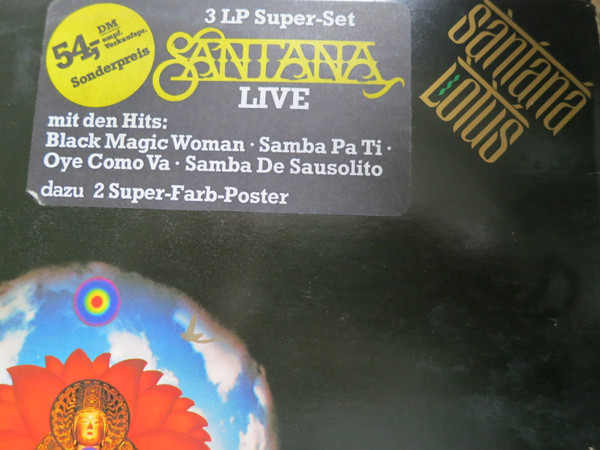 54,- DM
empf.
Verkaufspr.
Sonderpreis
3 LP Super-Set
SANTANA
LIVE
mit den Hits:
Black Magic Woman · Samba Pa Ti ·
Oye Como Va · Samba De Sausolito
dazu 2 Super-Farb-Poster
santana
Lotus